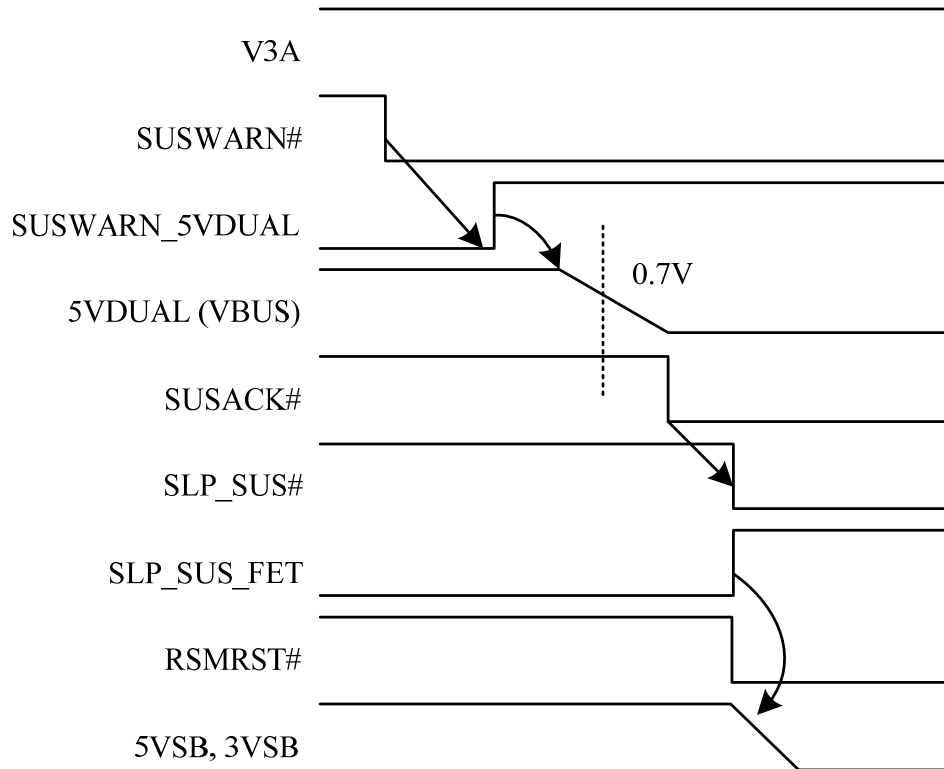 V3A
SUSWARN#
SUSWARN_5VDUAL
0.7V
5VDUAL (VBUS)
SUSACK#
SLP_SUS#
SLP_SUS_FET
RSMRST#
5VSB, 3VSB